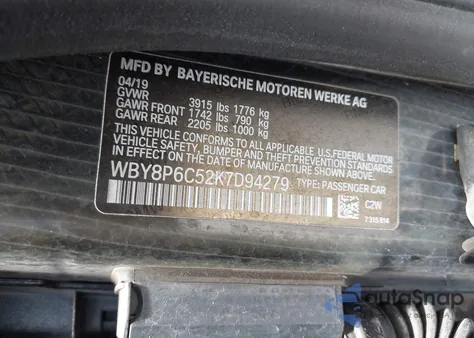 MFD BY BAYERISCHE MOTOREN WERKE AG
04/19
GVWR 3915 lbs 1776 kg
GAWR FRONT 1742 lbs 790 kg
GAWR REAR 2205 lbs 1000 kg
THIS VEHICLE CONFORMS TO ALL APPLICABLE U.S.FEDERAL MOTOR
VEHICLE SAFETY, BUMPER AND THEFT PREVENTION STANDARDS
IN EFFECT ON THE DATE OF MANUFACTURE SHOWN ABOVE.
WBY8P6C52K7D94279 TYPE: PASSENGER CAR
C2W
7315814
autoSnap